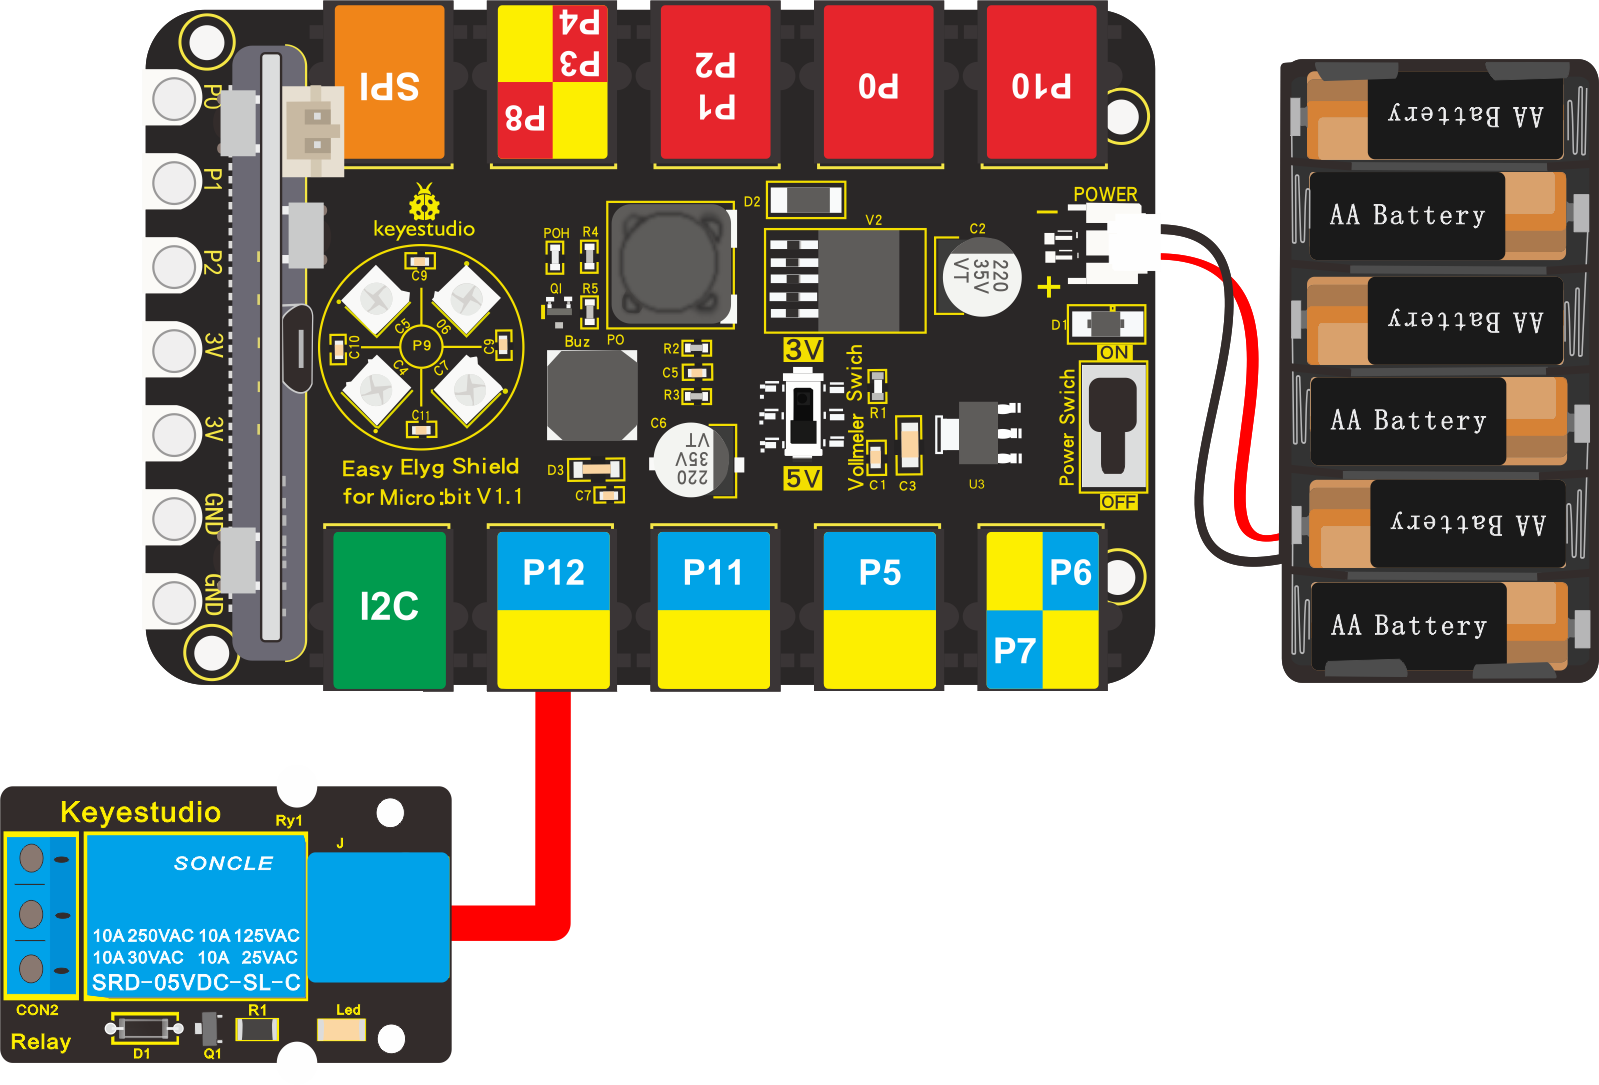 SPI
P4
P3
P8
P2
P1
P0
P10
P0
P1
P2
3V
3V
GND
GND
keyestudio
C9
C5
D6
C10
P9
C9
C4
C7
C11
Easy Elyg Shield
for Micro:bit V1.1
POH
R4
Q1
R5
Buz
PO
R2
C5
R3
C6
220
35V
VT
D3
C7
D2
V2
C2
220
35V
VT
3V
5V
Vollmeler Swich
R1
C1
C3
U3
POWER
−
+
D1
ON
Power Swich
OFF
I2C
P12
P11
P5
P6
P7
AA Battery
AA Battery
AA Battery
AA Battery
AA Battery
AA Battery
Keyestudio
Ry1
J
SONCLE
10A 250VAC 10A 125VAC
10A 30VAC 10A 25VAC
SRD-05VDC-SL-C
CON2
R1
Led
Relay
D1
Q1